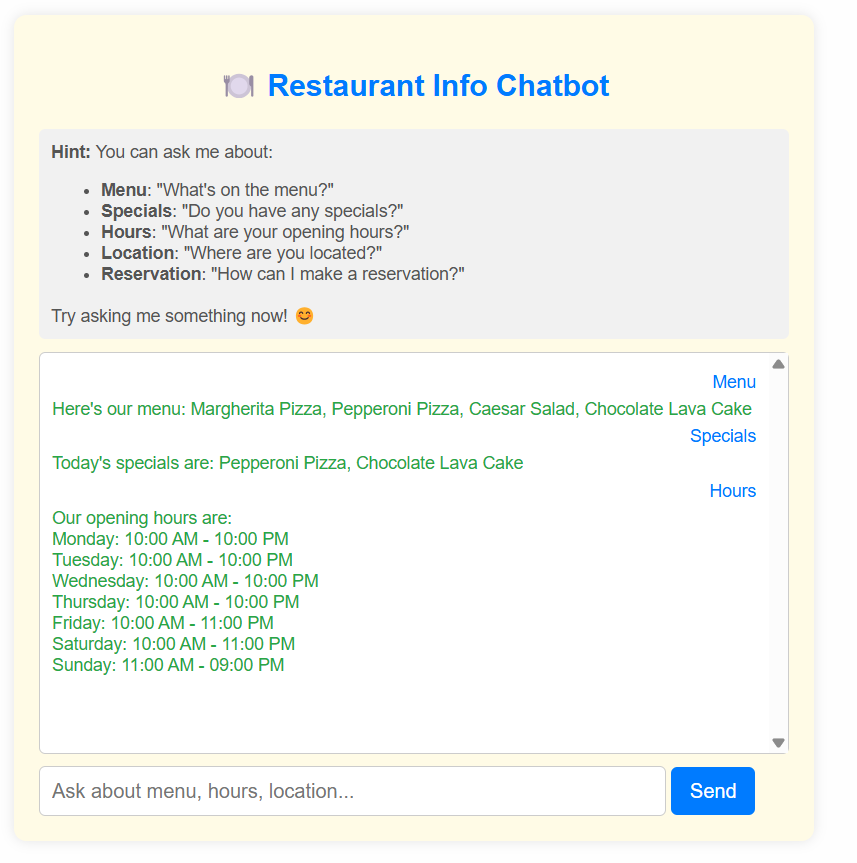 🍽️ Restaurant Info Chatbot
Hint: You can ask me about:
• Menu: "What's on the menu?"
• Specials: "Do you have any specials?"
• Hours: "What are your opening hours?"
• Location: "Where are you located?"
• Reservation: "How can I make a reservation?"
Try asking me something now! 😊
Menu
Here's our menu: Margherita Pizza, Pepperoni Pizza, Caesar Salad, Chocolate Lava Cake
Specials
Today's specials are: Pepperoni Pizza, Chocolate Lava Cake
Hours
Our opening hours are:
Monday: 10:00 AM - 10:00 PM
Tuesday: 10:00 AM - 10:00 PM
Wednesday: 10:00 AM - 10:00 PM
Thursday: 10:00 AM - 10:00 PM
Friday: 10:00 AM - 11:00 PM
Saturday: 10:00 AM - 11:00 PM
Sunday: 11:00 AM - 09:00 PM
Ask about menu, hours, location...
Send